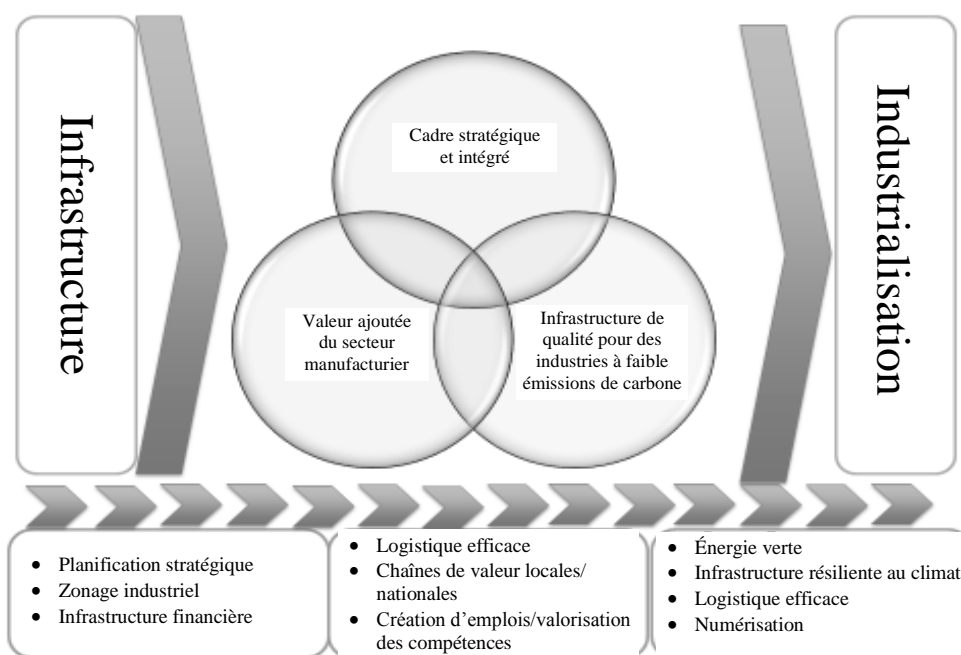 Infrastructure
Cadre stratégique
et intégré
Valeur ajoutée
du secteur
manufacturier
Infrastructure de
qualité pour des
industries à faible
émissions de carbone
Industrialisation
• Planification stratégique
• Zonage industriel
• Infrastructure financière
• Logistique efficace
• Chaînes de valeur locales/
nationales
• Création d’emplois/valorisation
des compétences
• Énergie verte
• Infrastructure résiliente au climat
• Logistique efficace
• Numérisation